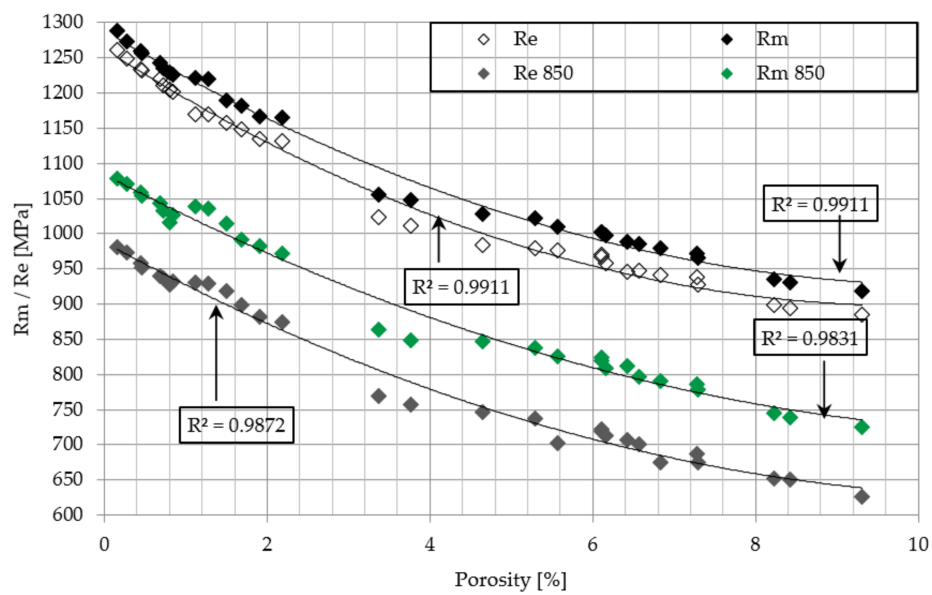 1300
1250
1200
1150
1100
1050
1000
950
900
850
800
750
700
650
600
Rm / Re [MPa]
Re
Rm
Re 850
Rm 850
R² = 0.9911
R² = 0.9911
R² = 0.9831
R² = 0.9872
0 2 4 6 8 10
Porosity [%]